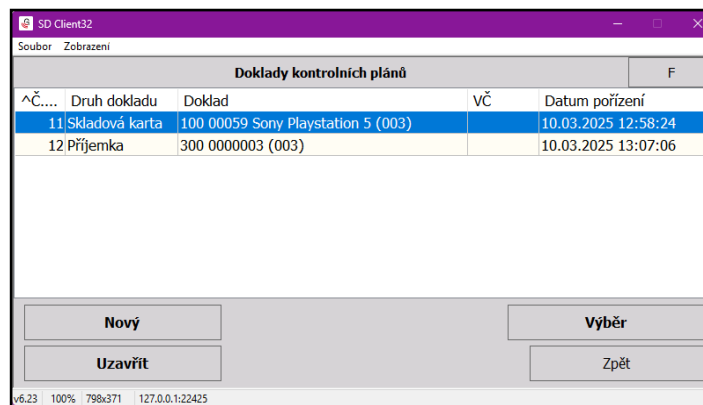 SD Client32
Soubor Zobrazení
Doklady kontrolních plánů F
^Č.... Druh dokladu Doklad VČ Datum pořízení
11 Skladová karta 100 00059 Sony Playstation 5 (003) 10.03.2025 12:58:24
12 Příjemka 300 0000003 (003) 10.03.2025 13:07:06
Nový Výběr
Uzavřít Zpět
v6.23 100% 798x371 127.0.0.1:22425